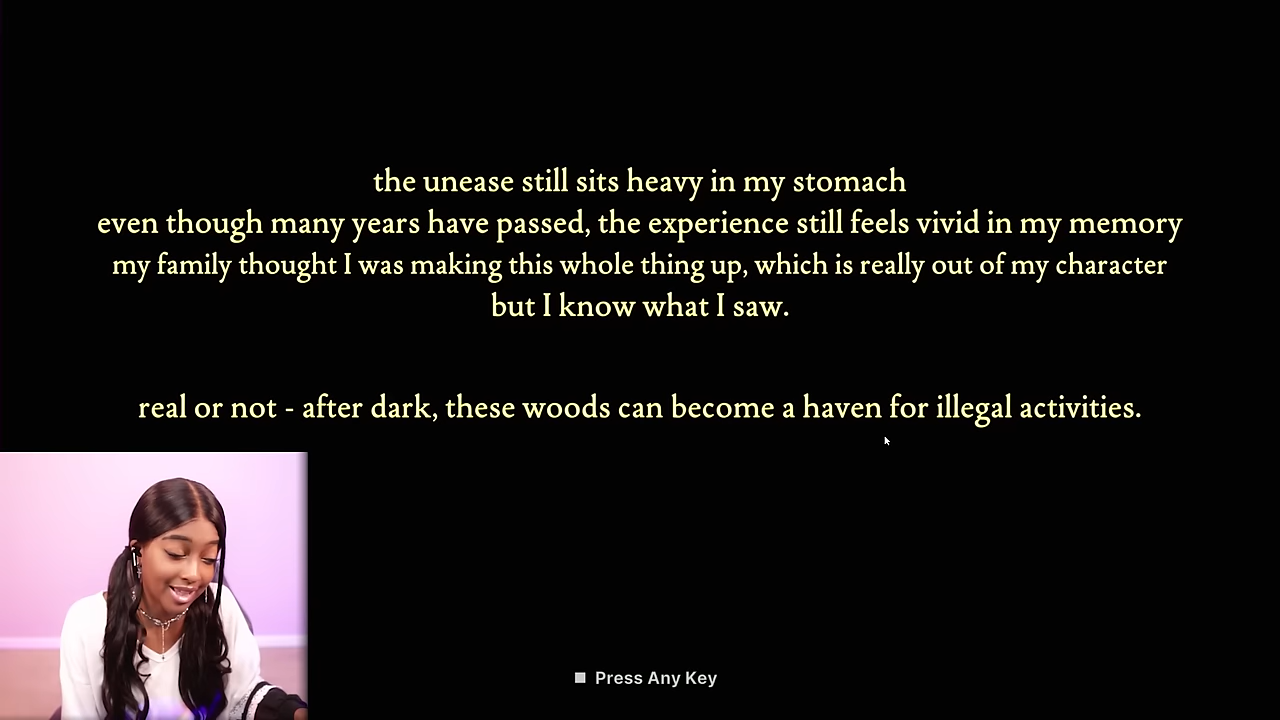 the unease still sits heavy in my stomach
even though many years have passed, the experience still feels vivid in my memory
my family thought I was making this whole thing up, which is really out of my character
but I know what I saw.
real or not - after dark, these woods can become a haven for illegal activities.
Press Any Key